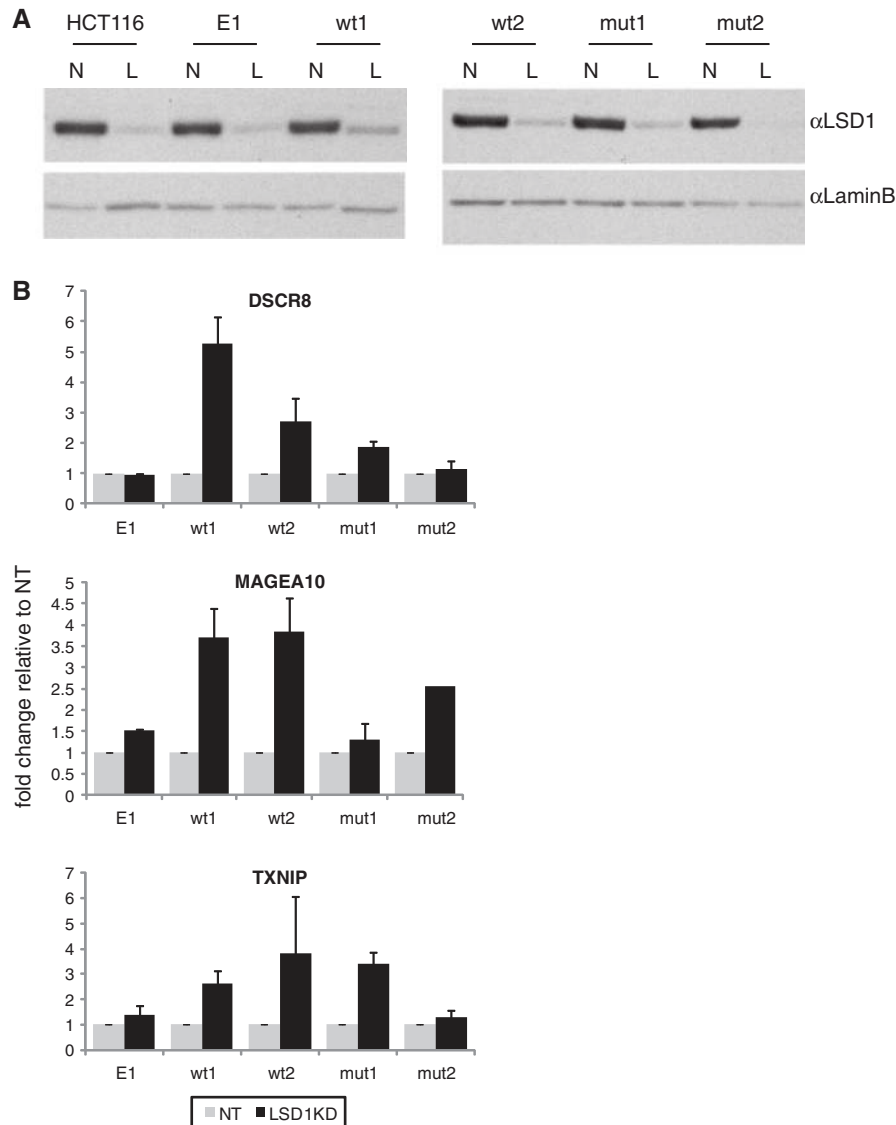 A
HCT116 E1 wt1 wt2 mut1 mut2
N L N L N L N L N L N L
αLSD1
αLaminB
B
fold change relative to NT
DSCR8
7
6
5
4
3
2
1
0
E1 wt1 wt2 mut1 mut2
MAGEA10
5
4.5
4
3.5
3
2.5
2
1.5
1
0.5
0
E1 wt1 wt2 mut1 mut2
TXNIP
7
6
5
4
3
2
1
0
E1 wt1 wt2 mut1 mut2
NT LSD1KD